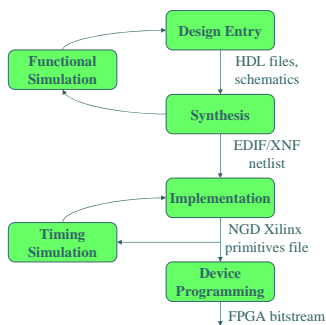 Design Entry
Functional
Simulation
HDL files,
schematics
Synthesis
EDIF/XNF
netlist
Implementation
Timing
Simulation
NGD Xilinx
primitives file
Device
Programming
FPGA bitstream